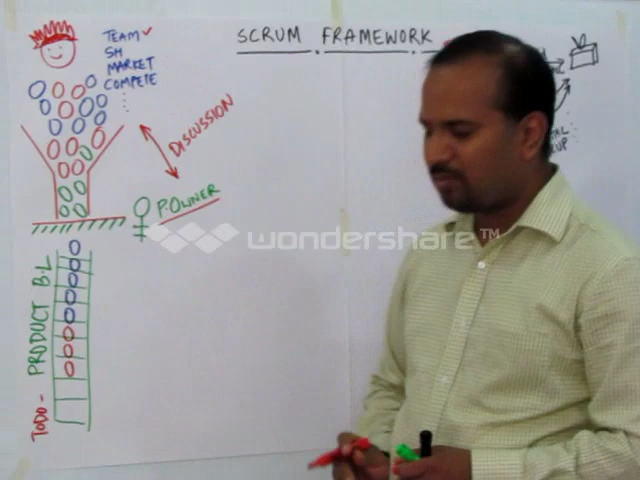 SCRUM FRAMEWORK
TEAM ✓
SH
MARKET
COMPETE
DISCUSSION
P.OWNER
wondershare™
TODO - PRODUCT B.L